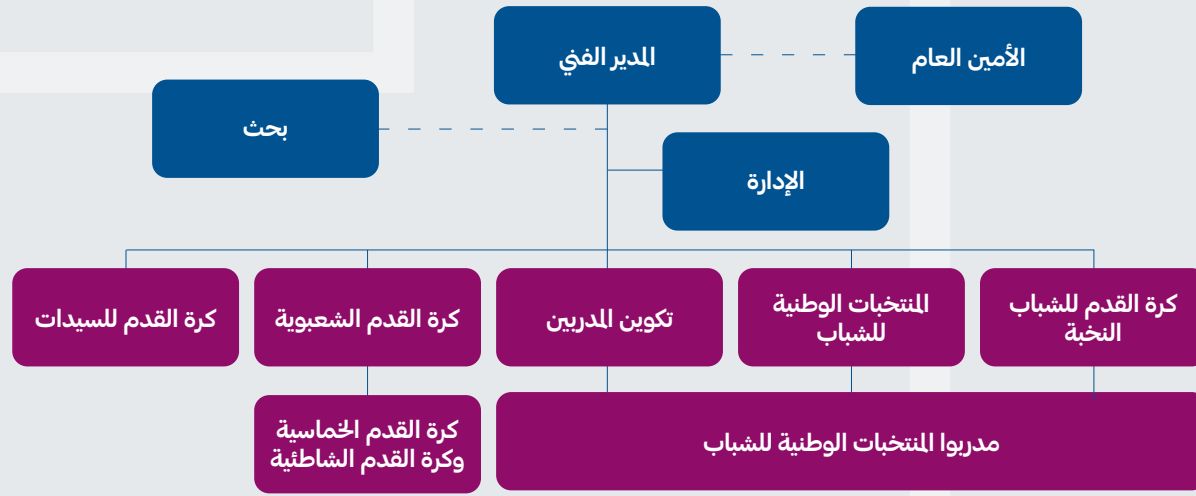 الأمين العام
المدير الفني
بحث
الإدارة
كرة القدم للشباب
النخبة
المنتخبات الوطنية
للشباب
تكوين المدربين
كرة القدم الشعبوية
كرة القدم للسيدات
مدربوا المنتخبات الوطنية للشباب
كرة القدم الخماسية
وكرة القدم الشاطئية